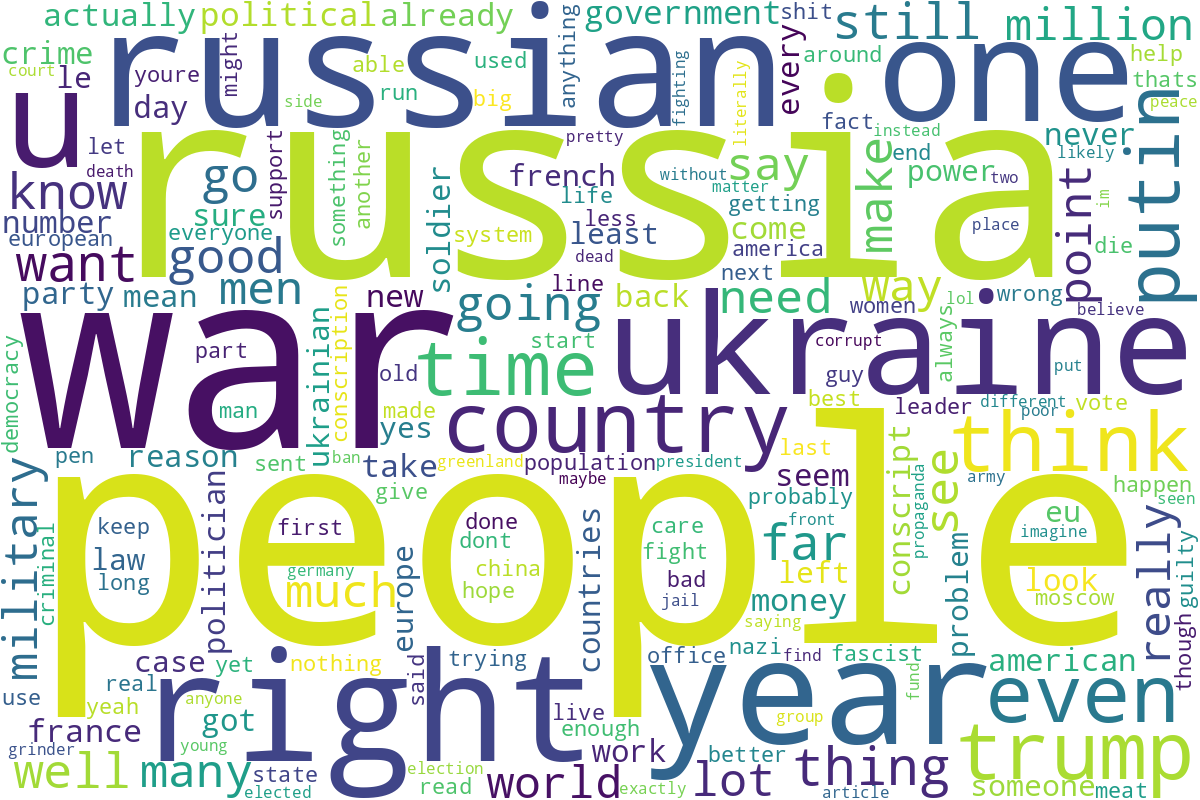 actually
political
already
government
shit
still
million
crime
russian
one
help
court
le
youre
might
able
used
anything
fighting
literally
every
around
thats
u
day
run
big
side
fact
peace
let
russia
pretty
instead
never
putin
death
support
something
another
end
likely
know
go
french
without
say
make
power
two
number
sure
soldier
life
matter
getting
point
im
european
everyone
system
less
least
come
america
place
die
want
good
dead
next
party
mean
men
new
going
line
back
need
way
women
lol
wrong
believe
war
ukraine
democracy
part
ukrainian
conscription
old
time
start
corrupt
guy
always
put
man
made
yes
country
best
leader
different
poor
vote
pen
reason
sent
ban
take
greenland
population
president
maybe
last
seem
conscript
think
see
army
happen
seen
military
people
give
probably
propaganda
keep
politician
first
done
dont
countries
care
fight
front
far
eu
imagine
problem
really
guilty
criminal
law
long
germany
much
europe
china
hope
bad
jail
left
money
look
moscow
saying
case
yet
nothing
said
trying
office
nazi
find
fascist
fund
american
though
use
real
yeah
anyone
right
live
year
group
even
france
got
enough
grinder
young
work
better
trump
well
many
state
elected
election
read
world
exactly
lot
thing
article
someone
meat